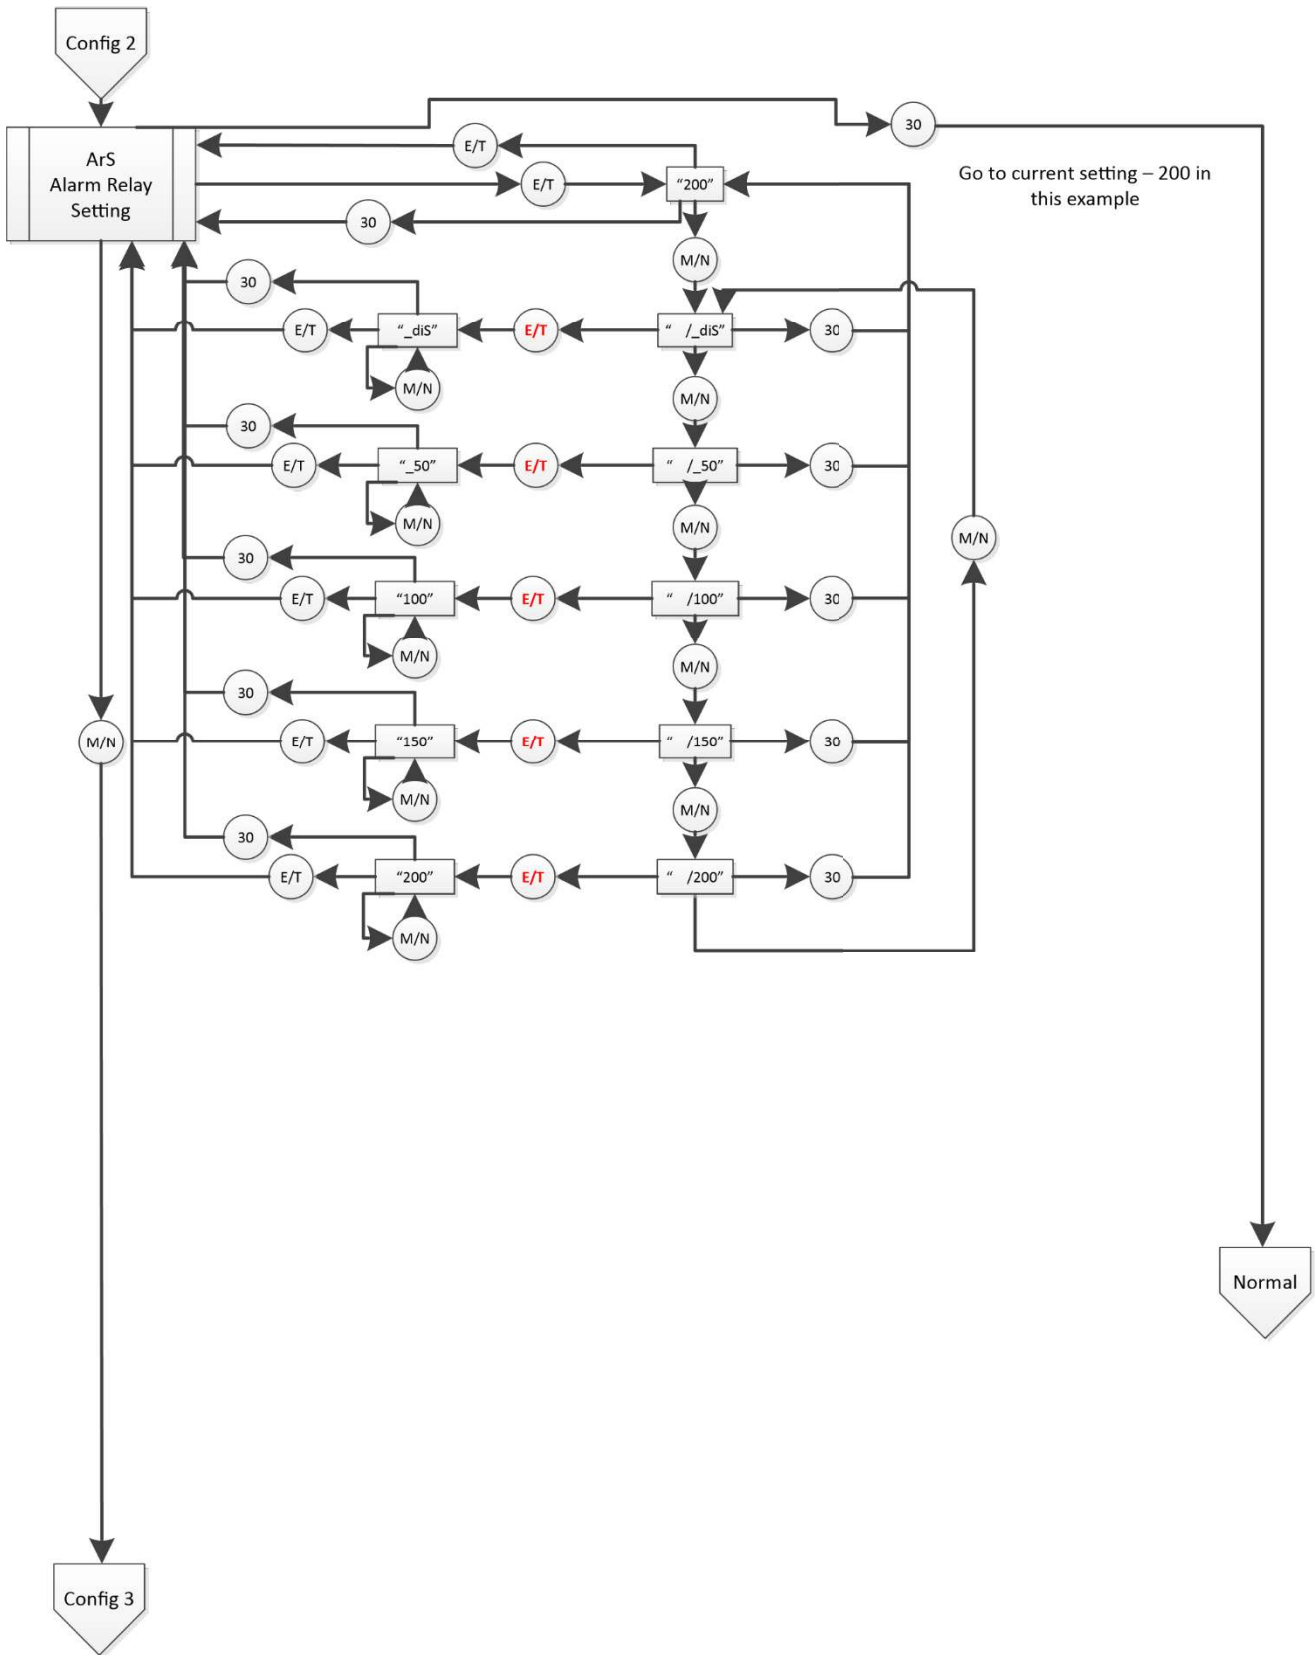 Config 2
30
E/T
ArS
Alarm Relay
Setting
E/T
“200”
Go to current setting – 200 in
this example
30
M/N
30
E/T
“_diS”
E/T
“ /_diS”
30
M/N
M/N
30
E/T
“_50”
E/T
“ /_50”
30
M/N
M/N
M/N
30
E/T
“100”
E/T
“ /100”
30
M/N
M/N
30
M/N
E/T
“150”
E/T
“ /150”
30
M/N
M/N
30
E/T
“200”
E/T
“ /200”
30
M/N
Normal
Config 3